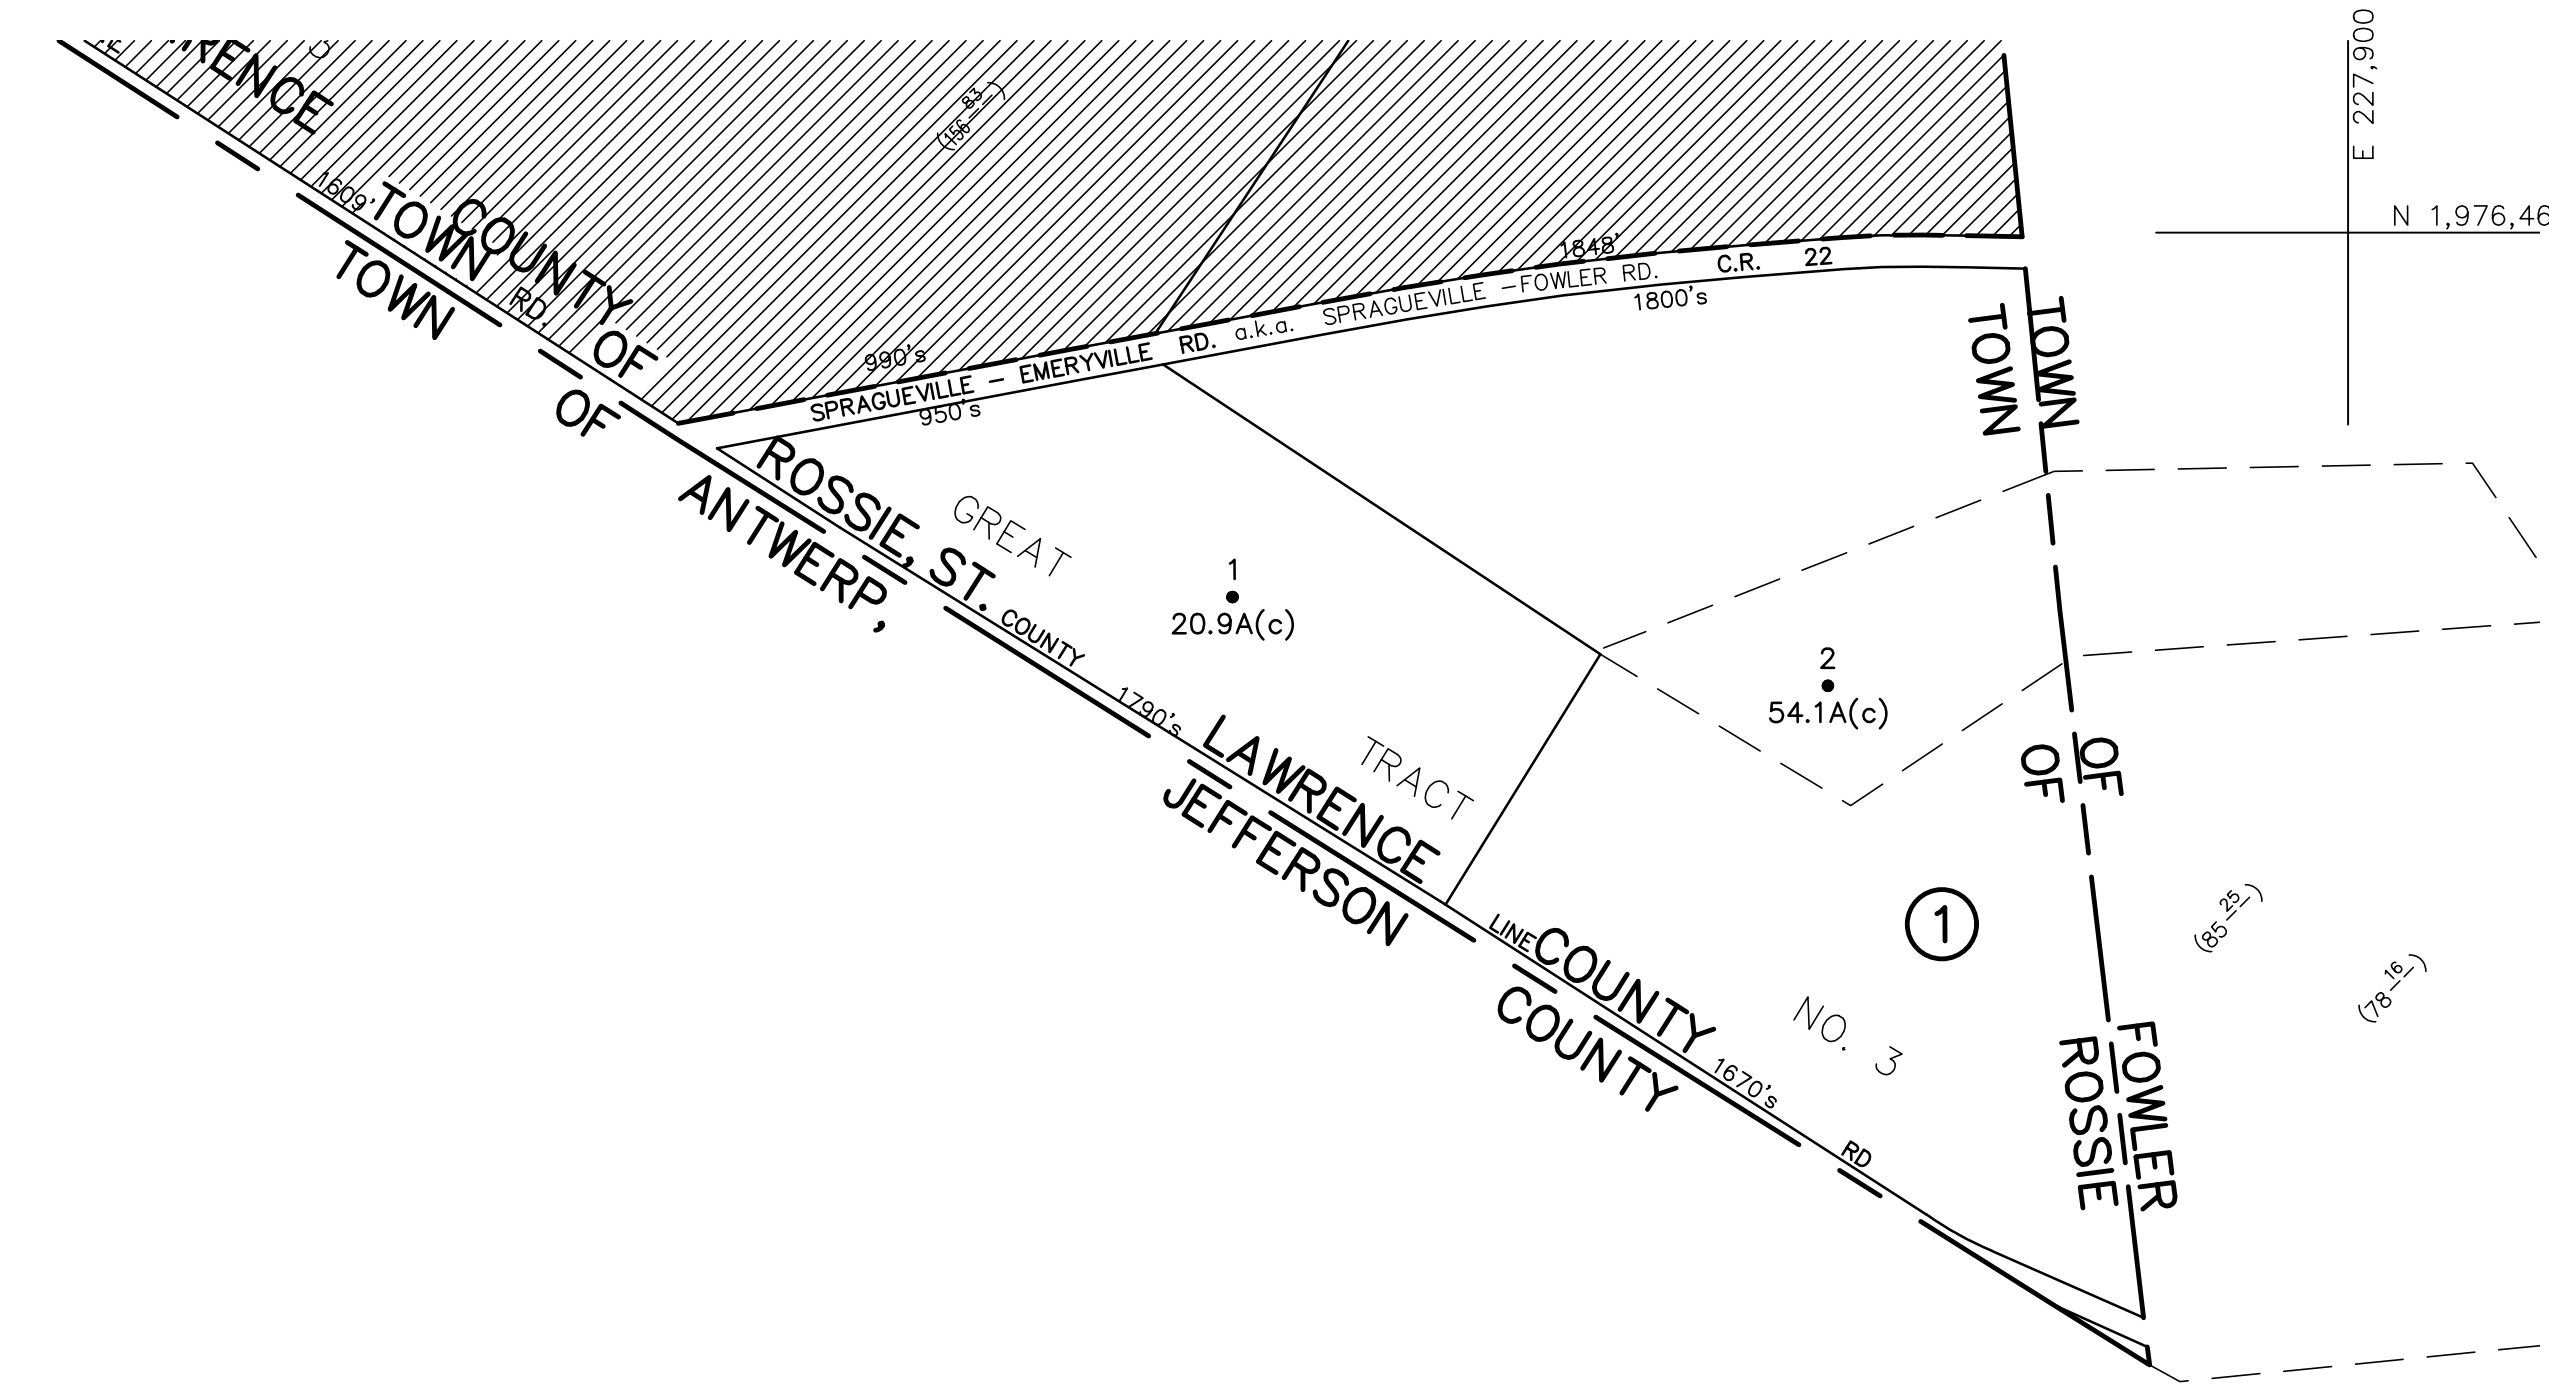 RENCE
(156-83)
E 227,900
N 1,976,46
1609'
TOWN
COUNTY
OF
RD.
TOWN
OF
ANTWERP,
JEFFERSON
COUNTY
1848'
990's
SPRAGUEVILLE - EMERYVILLE RD. a.k.a. SPRAGUEVILLE -FOWLER RD. C.R. 22
950's
1800's
ROSSIE, ST.
LAWRENCE
COUNTY
GREAT
TRACT
NO. 3
1
20.9A(c)
2
54.1A(c)
COUNTY
LINE
RD
1790's
1670's
1
TOWN
OF
FOWLER
TOWN
OF
ROSSIE
(85-25-)
(78-16-)